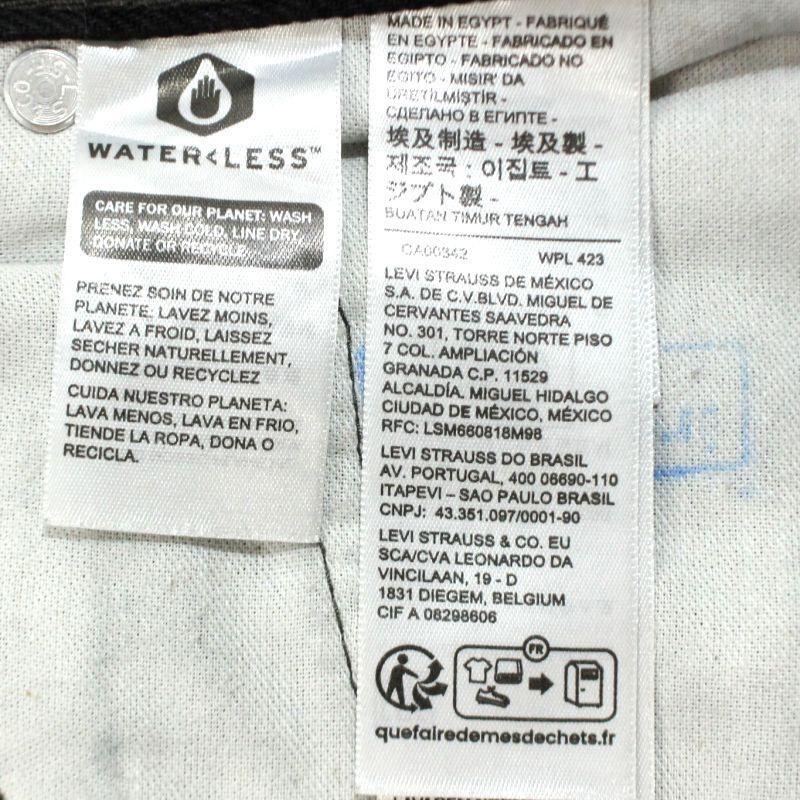 WATER<LESS™
CARE FOR OUR PLANET: WASH
LESS, WASH COLD, LINE DRY,
DONATE OR RECYCLE
PRENEZ SOIN DE NOTRE
PLANETE: LAVEZ MOINS,
LAVEZ A FROID, LAISSEZ
SECHER NATURELLEMENT,
DONNEZ OU RECYCLEZ
CUIDA NUESTRO PLANETA:
LAVA MENOS, LAVA EN FRIO,
TIENDE LA ROPA, DONA O
RECICLA.
MADE IN EGYPT - FABRIQUÉ
EN EGYPTE - FABRICADO EN
EGIPTO - FABRICADO NO
EGITO - MISIR' DA
ÜRETİLMİŞTİR -
СДЕЛАНО В ЕГИПТЕ -
埃及制造 - 埃及製 -
제조국 : 이집트 - エ
ジプト製 -
BUATAN TIMUR TENGAH
CA00342 WPL 423
LEVI STRAUSS DE MÉXICO
S.A. DE C.V.BLVD. MIGUEL DE
CERVANTES SAAVEDRA
NO. 301, TORRE NORTE PISO
7 COL. AMPLIACIÓN
GRANADA C.P. 11529
ALCALDÍA. MIGUEL HIDALGO
CIUDAD DE MÉXICO, MÉXICO
RFC: LSM660818M98
LEVI STRAUSS DO BRASIL
AV. PORTUGAL, 400 06690-110
ITAPEVI – SAO PAULO BRASIL
CNPJ: 43.351.097/0001-90
LEVI STRAUSS & CO. EU
SCA/CVA LEONARDO DA
VINCILAAN, 19 - D
1831 DIEGEM, BELGIUM
CIF A 08298606
FR
quefairedemesdechets.fr